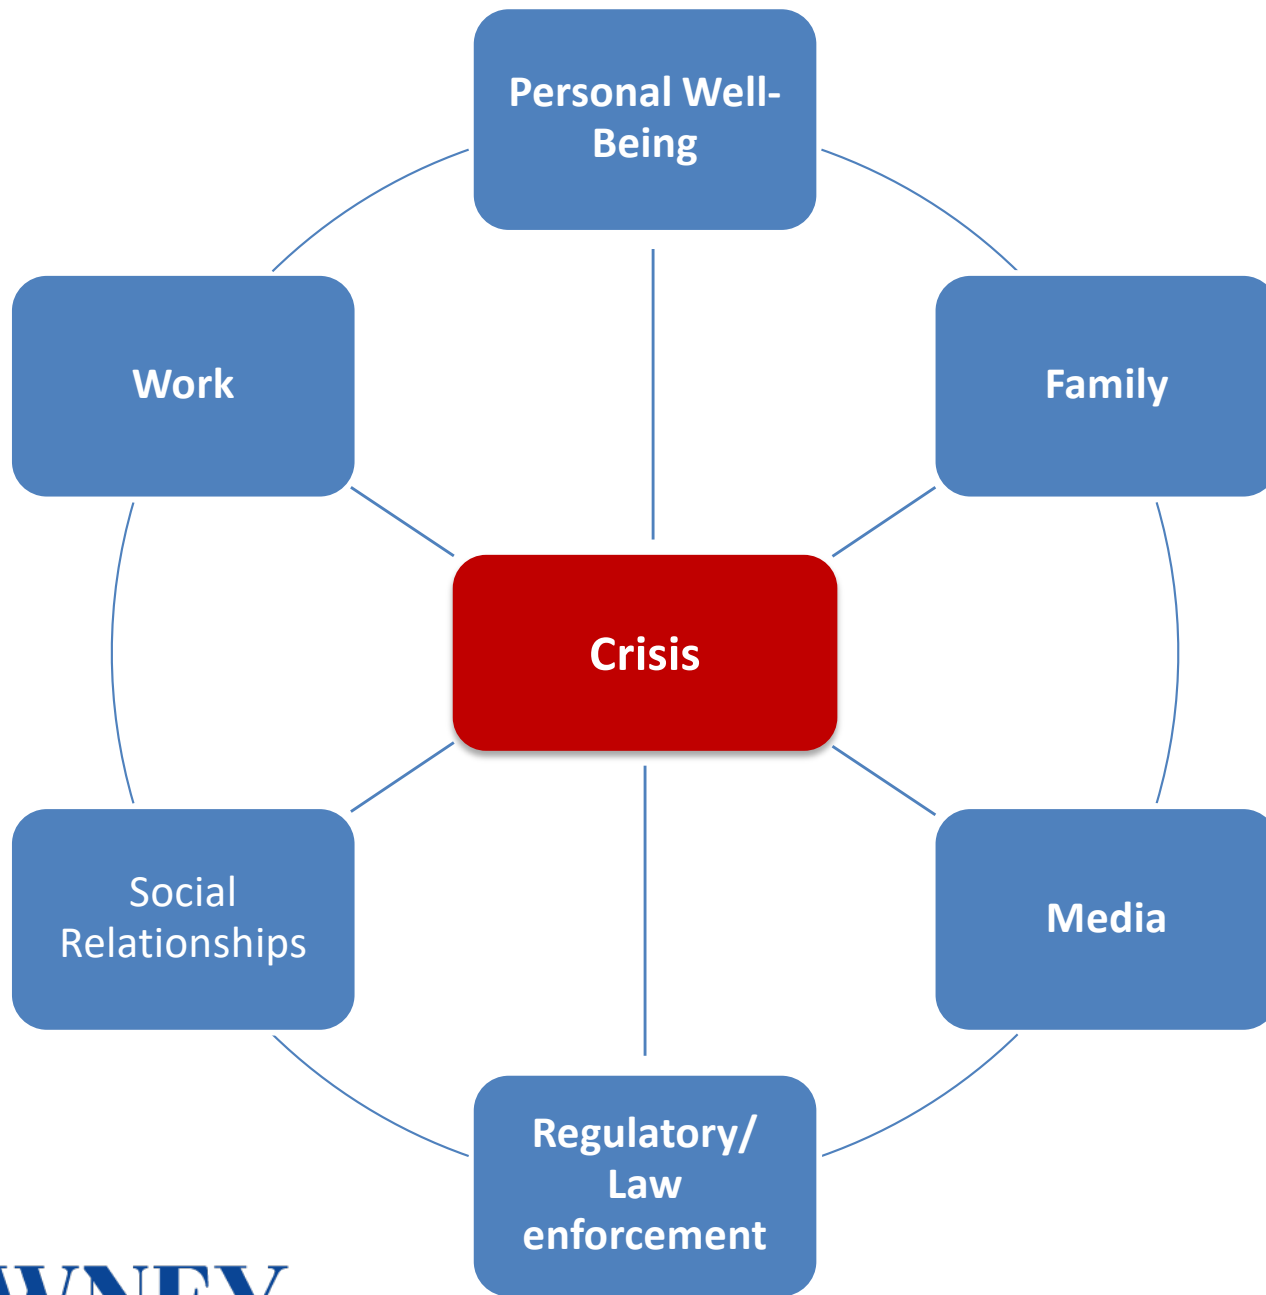 Personal Well-
Being
Work
Family
Crisis
Social
Relationships
Media
Regulatory/
Law
enforcement